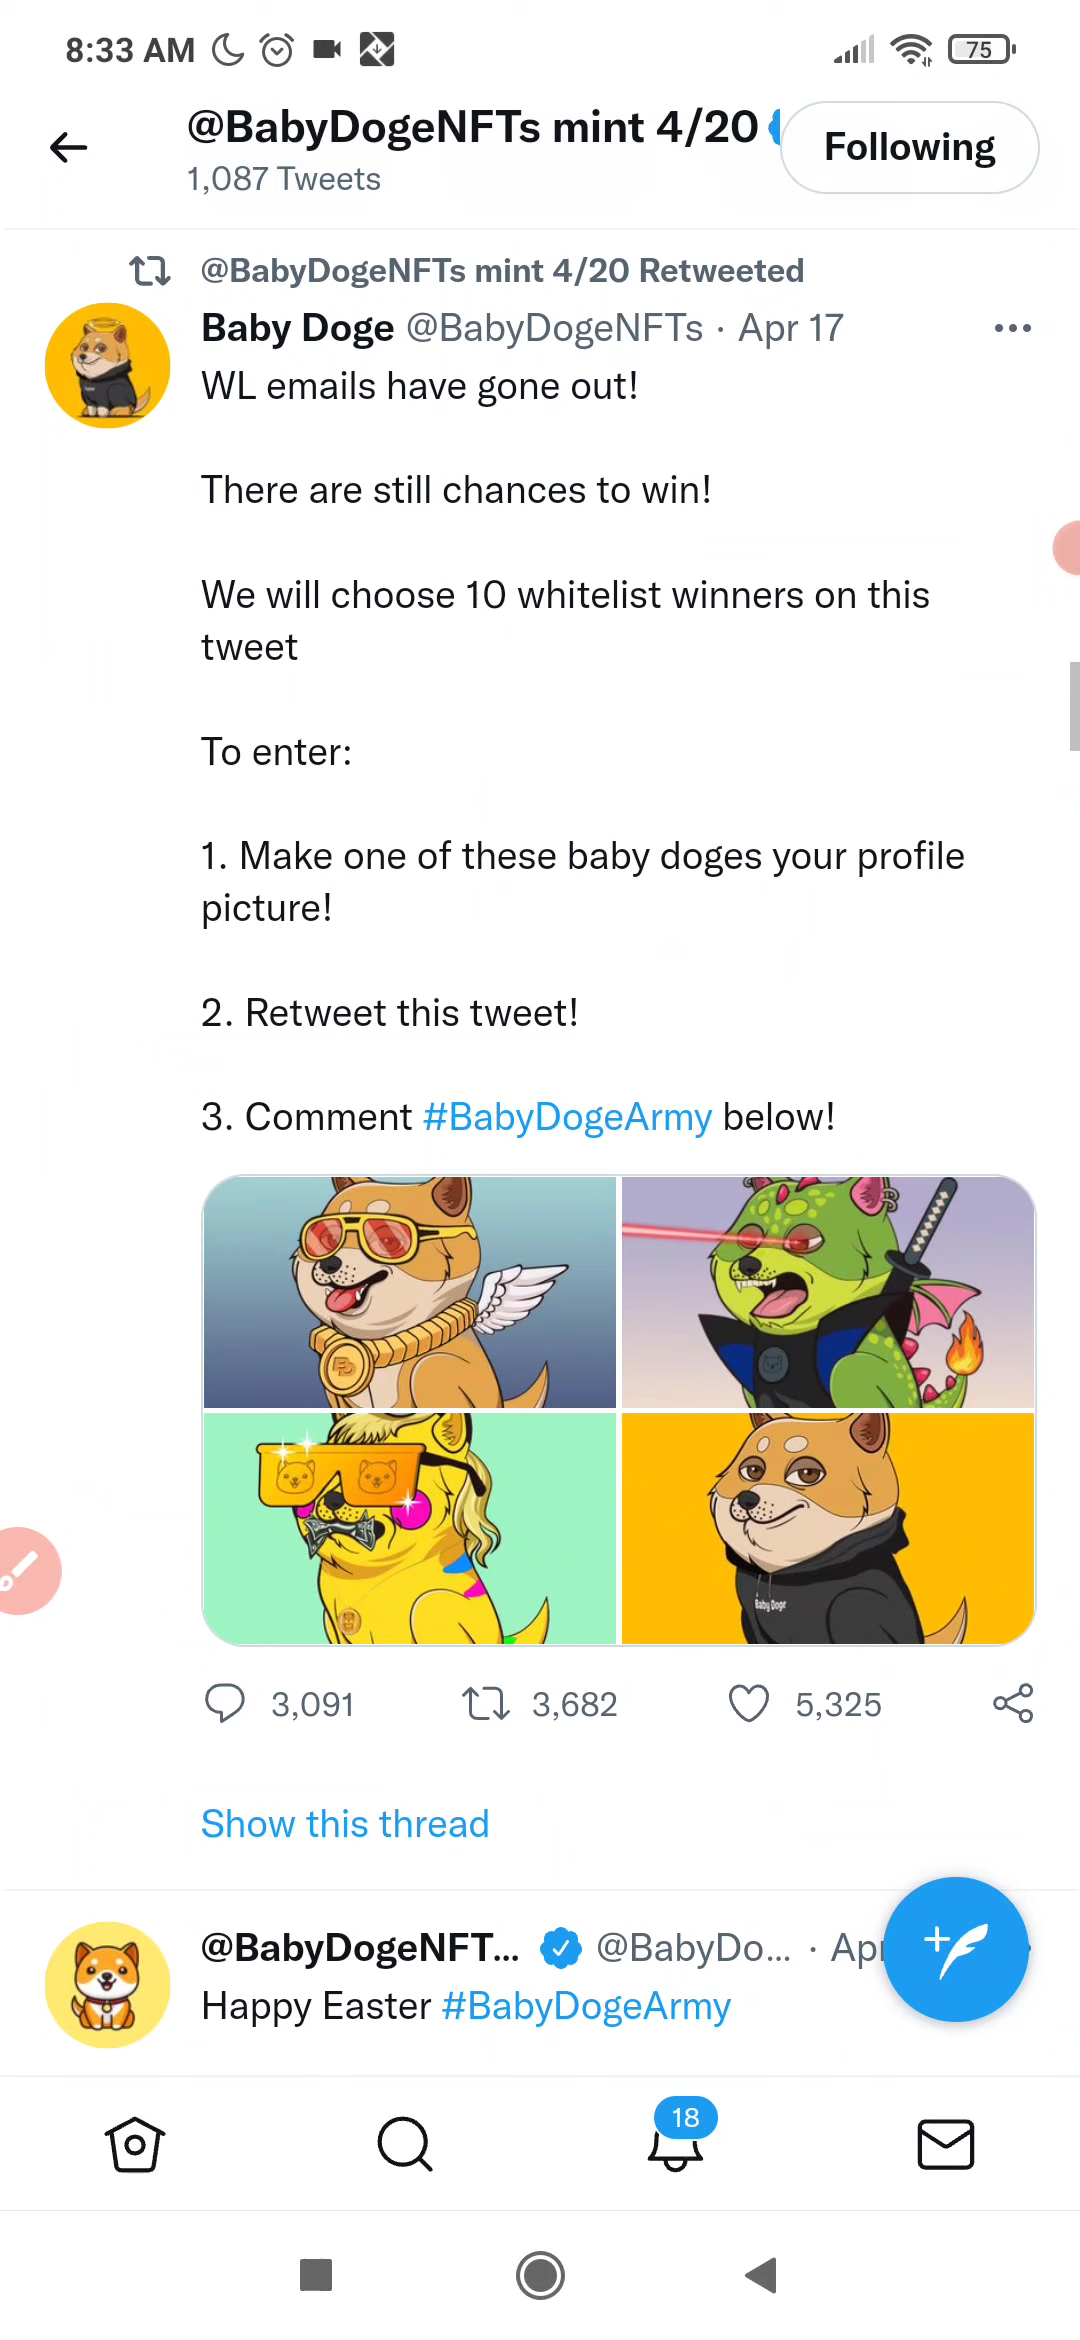 8:33 AM
75
@BabyDogeNFTs mint 4/20
1,087 Tweets
Following
@BabyDogeNFTs mint 4/20 Retweeted
Baby Doge @BabyDogeNFTs · Apr 17
WL emails have gone out!
There are still chances to win!
We will choose 10 whitelist winners on this
tweet
To enter:
1. Make one of these baby doges your profile
picture!
2. Retweet this tweet!
3. Comment #BabyDogeArmy below!
Baby Doge
3,091
3,682
5,325
Show this thread
@BabyDogeNFT... @BabyDo... · Ap
Happy Easter #BabyDogeArmy
18